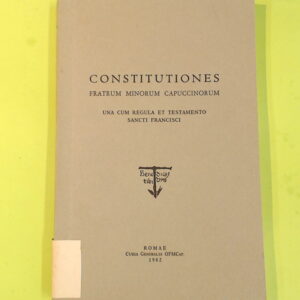 CONSTITUTIONES
FRATRUM MINORUM CAPUCCINORUM
UNA CUM REGULA ET TESTAMENTO
SANCTI FRANCISCI
ROMAE
CURIA GENERALIS OFMCAP.
1982